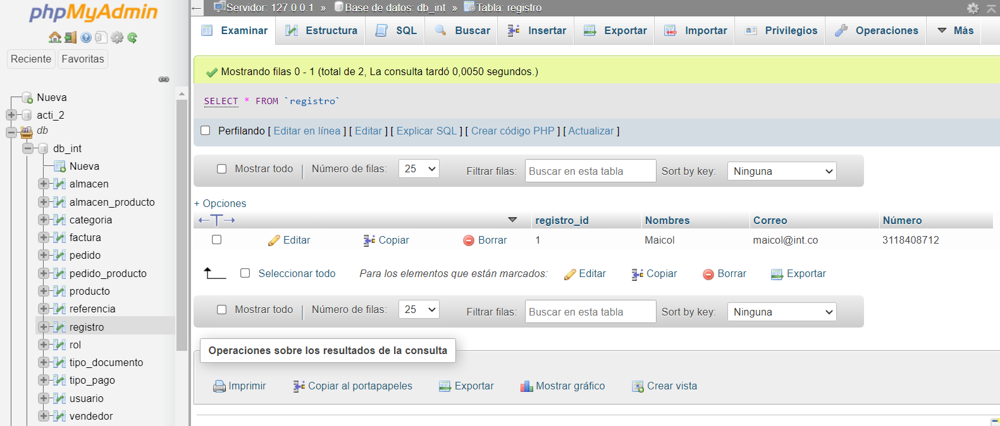 phpMyAdmin
Reciente Favoritas
Nueva
acti_2
db
db_int
Nueva
almacen
almacen_producto
categoria
factura
pedido
pedido_producto
producto
referencia
registro
rol
tipo_documento
tipo_pago
usuario
vendedor
Servidor: 127.0.0.1 » Base de datos: db_int » Tabla: registro
Examinar Estructura SQL Buscar Insertar Exportar Importar Privilegios Operaciones Más
Mostrando filas 0 - 1 (total de 2, La consulta tardó 0,0050 segundos.)
SELECT * FROM `registro`
Perfilando [ Editar en línea ] [ Editar ] [ Explicar SQL ] [ Crear código PHP ] [ Actualizar ]
Mostrar todo | Número de filas: 25 Filtrar filas: Buscar en esta tabla Sort by key: Ninguna
+ Opciones
←T→ registro_id Nombres Correo Número
Editar Copiar Borrar 1 Maicol maicol@int.co 3118408712
Seleccionar todo Para los elementos que están marcados: Editar Copiar Borrar Exportar
Mostrar todo | Número de filas: 25 Filtrar filas: Buscar en esta tabla Sort by key: Ninguna
Operaciones sobre los resultados de la consulta
Imprimir Copiar al portapapeles Exportar Mostrar gráfico Crear vista